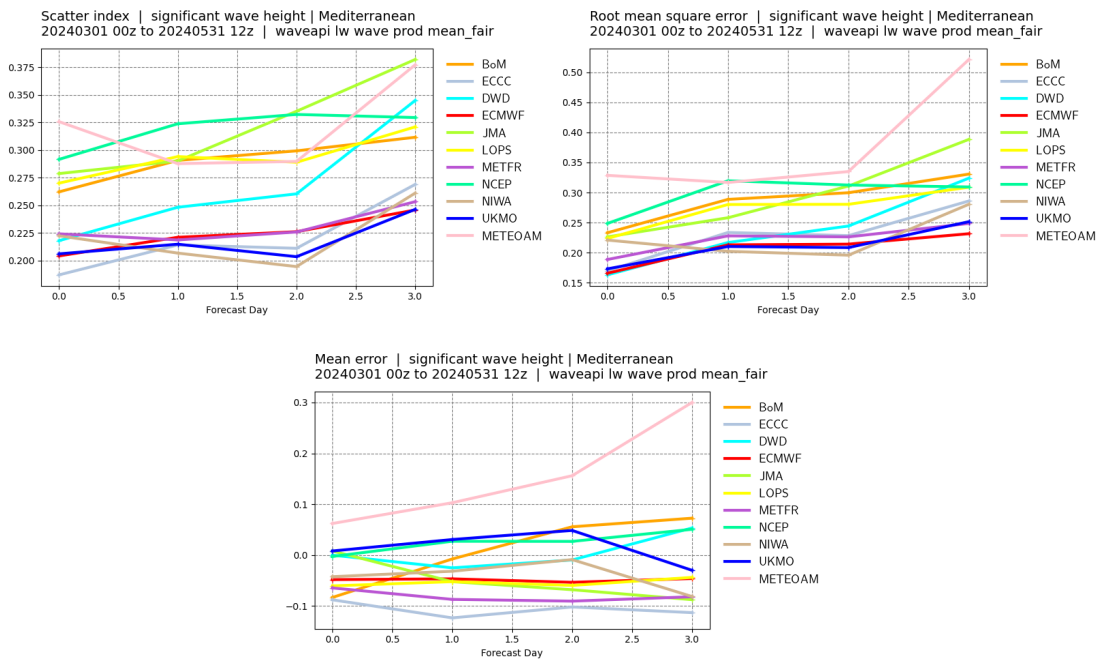 Scatter index | significant wave height | Mediterranean
20240301 00z to 20240531 12z | waveapi lw wave prod mean_fair
0.375
0.350
0.325
0.300
0.275
0.250
0.225
0.200
0.0 0.5 1.0 1.5 2.0 2.5 3.0
Forecast Day
BoM
ECCC
DWD
ECMWF
JMA
LOPS
METFR
NCEP
NIWA
UKMO
METEOAM
Root mean square error | significant wave height | Mediterranean
20240301 00z to 20240531 12z | waveapi lw wave prod mean_fair
0.50
0.45
0.40
0.35
0.30
0.25
0.20
0.15
0.0 0.5 1.0 1.5 2.0 2.5 3.0
Forecast Day
BoM
ECCC
DWD
ECMWF
JMA
LOPS
METFR
NCEP
NIWA
UKMO
METEOAM
Mean error | significant wave height | Mediterranean
20240301 00z to 20240531 12z | waveapi lw wave prod mean_fair
0.3
0.2
0.1
0.0
−0.1
0.0 0.5 1.0 1.5 2.0 2.5 3.0
Forecast Day
BoM
ECCC
DWD
ECMWF
JMA
LOPS
METFR
NCEP
NIWA
UKMO
METEOAM